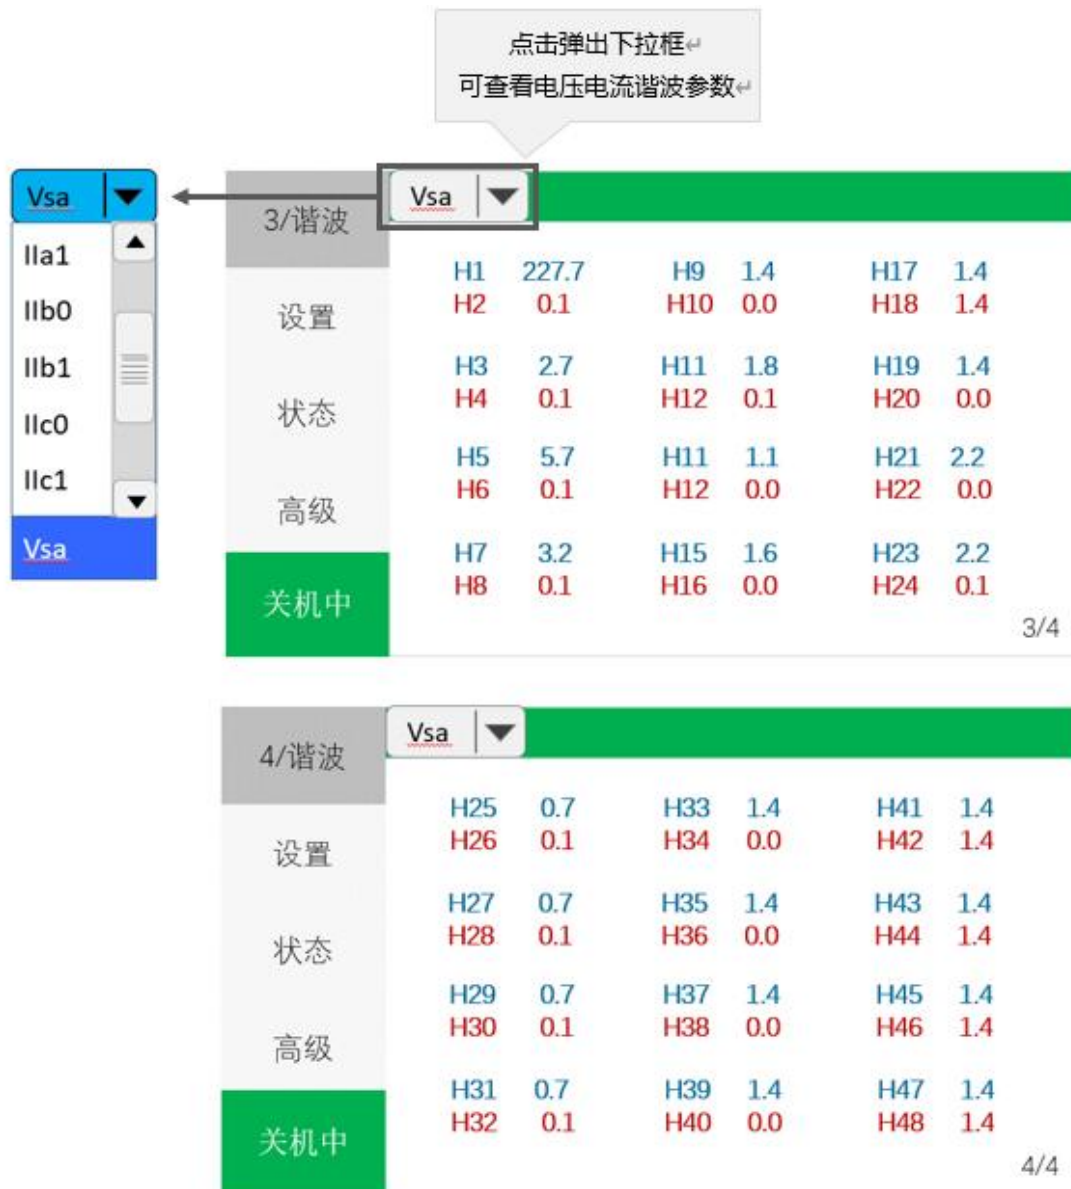 点击弹出下拉框↵
可查看电压电流谐波参数↵
Vsa
IIa1
IIb0
IIb1
IIc0
IIc1
Vsa
3/谐波
设置
状态
高级
关机中
Vsa
H1 227.7 H9 1.4 H17 1.4
H2 0.1 H10 0.0 H18 1.4
H3 2.7 H11 1.8 H19 1.4
H4 0.1 H12 0.1 H20 0.0
H5 5.7 H11 1.1 H21 2.2
H6 0.1 H12 0.0 H22 0.0
H7 3.2 H15 1.6 H23 2.2
H8 0.1 H16 0.0 H24 0.1
3/4
4/谐波
设置
状态
高级
关机中
Vsa
H25 0.7 H33 1.4 H41 1.4
H26 0.1 H34 0.0 H42 1.4
H27 0.7 H35 1.4 H43 1.4
H28 0.1 H36 0.0 H44 1.4
H29 0.7 H37 1.4 H45 1.4
H30 0.1 H38 0.0 H46 1.4
H31 0.7 H39 1.4 H47 1.4
H32 0.1 H40 0.0 H48 1.4
4/4